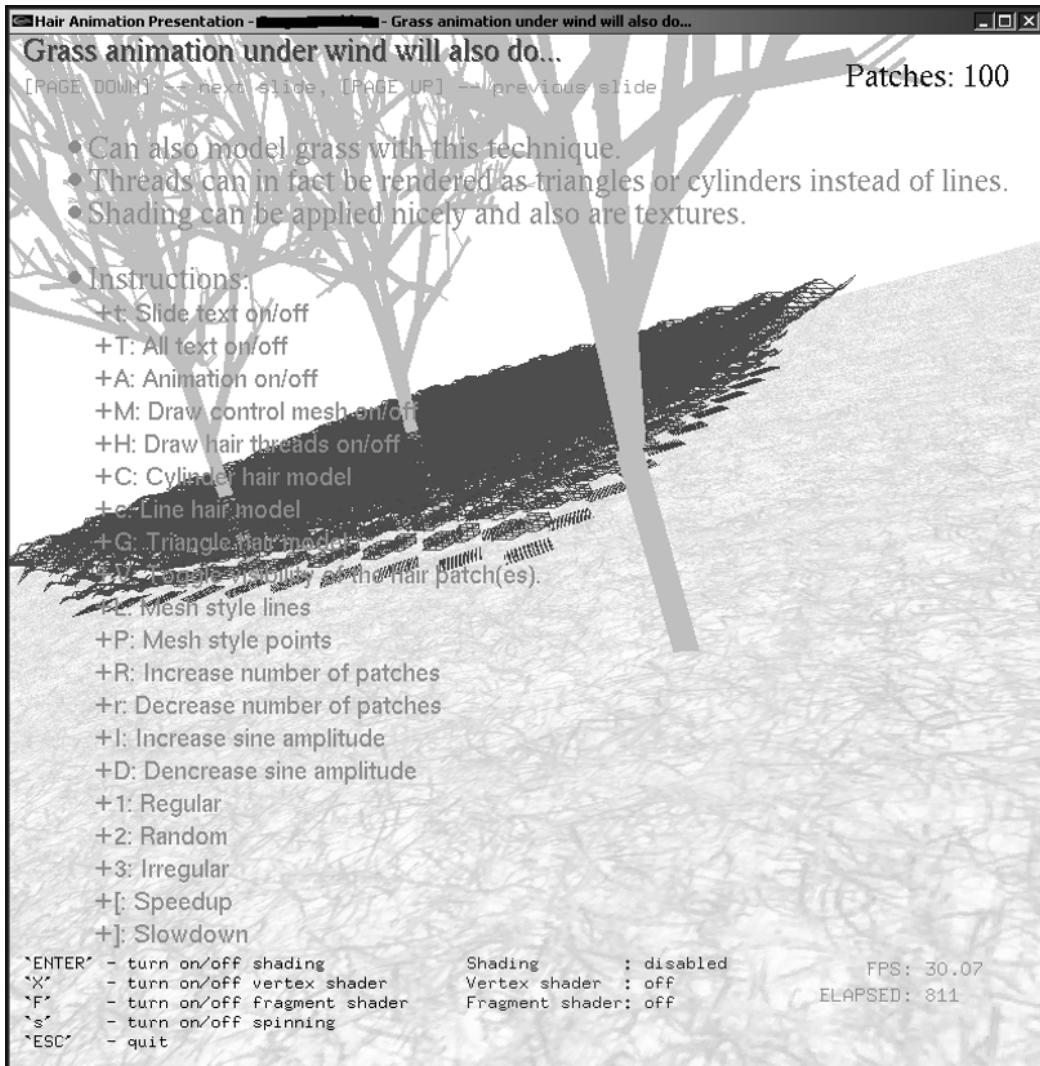 Hair Animation Presentation - - Grass animation under wind will also do...
Grass animation under wind will also do...
[PAGE DOWN] -- next slide, [PAGE UP] -- previous slide
Patches: 100
• Can also model grass with this technique.
• Threads can in fact be rendered as triangles or cylinders instead of lines.
• Shading can be applied nicely and also are textures.
• Instructions:
+t: Slide text on/off
+T: All text on/off
+A: Animation on/off
+M: Draw control mesh on/off
+H: Draw hair threads on/off
+C: Cylinder hair model
+c: Line hair model
+G: Triangle hair model
+V: Toggle visibility of the hair patch(es).
+L: Mesh style lines
+P: Mesh style points
+R: Increase number of patches
+r: Decrease number of patches
+I: Increase sine amplitude
+D: Dencrease sine amplitude
+1: Regular
+2: Random
+3: Irregular
+[: Speedup
+]: Slowdown
`ENTER' - turn on/off shading Shading : disabled
`X' - turn on/off vertex shader Vertex shader : off
`F' - turn on/off fragment shader Fragment shader: off
`s' - turn on/off spinning
`ESC' - quit
FPS: 30.07
ELAPSED: 811